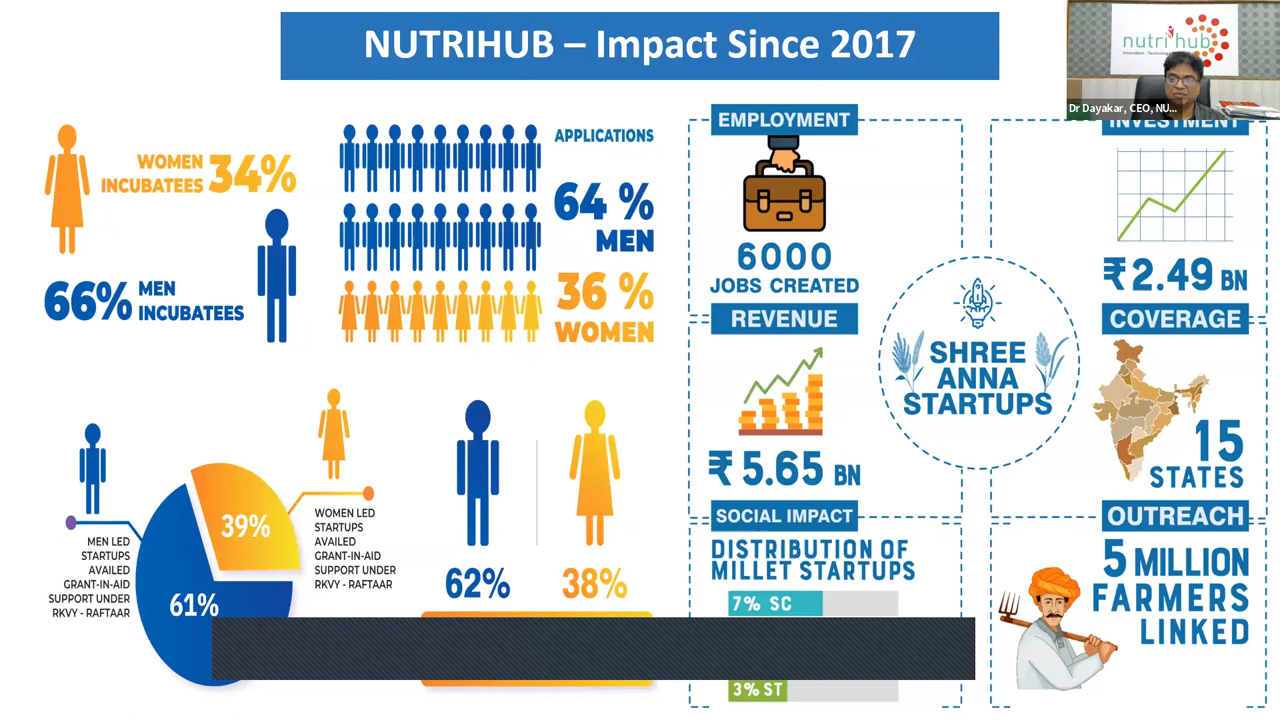 NUTRIHUB – Impact Since 2017
nutrihub
Dr Dayakar, CEO, NU...
WOMEN
INCUBATEES 34%
66% MEN
INCUBATEES
APPLICATIONS
64 %
MEN
36 %
WOMEN
MEN LED
STARTUPS
AVAILED
GRANT-IN-AID
SUPPORT UNDER
RKVY - RAFTAAR
61%
39%
WOMEN LED
STARTUPS
AVAILED
GRANT-IN-AID
SUPPORT UNDER
RKVY - RAFTAAR
62%
38%
EMPLOYMENT
6000
JOBS CREATED
REVENUE
₹ 5.65 BN
SOCIAL IMPACT
DISTRIBUTION OF
MILLET STARTUPS
7% SC
3% ST
SHREE
ANNA
STARTUPS
INVESTMENT
₹ 2.49 BN
COVERAGE
15
STATES
OUTREACH
5 MILLION
FARMERS
LINKED